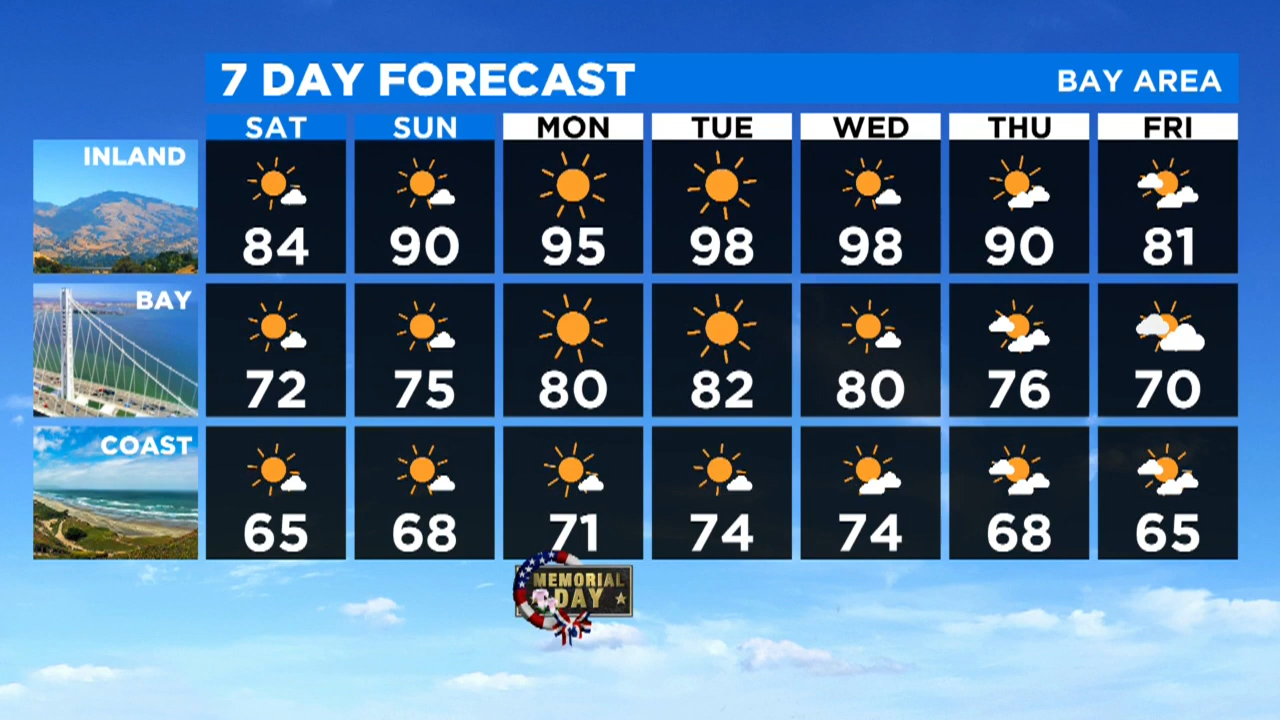 7 DAY FORECAST BAY AREA
SAT SUN MON TUE WED THU FRI
INLAND
84 90 95 98 98 90 81
BAY
72 75 80 82 80 76 70
COAST
65 68 71 74 74 68 65
MEMORIAL
DAY